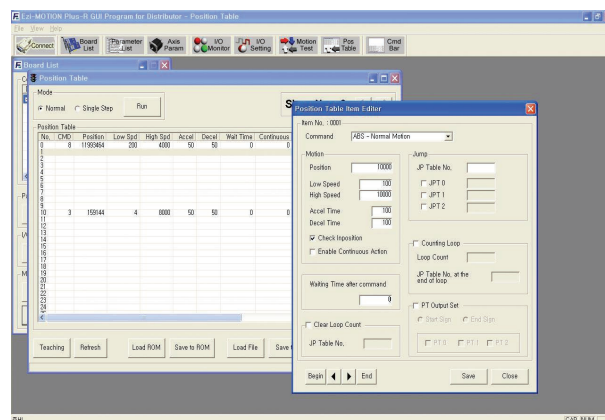 Ezi-MOTION Plus-R GUI Program for Distributor - Position Table
File View Help
Connect Board List Parameter List Axis Param I/O Monitor I/O Setting Motion Test Pos Table Cmd Bar
Board List
Position Table
Mode
Normal Single Step Run
Position Table
No. CMD Position Low Spd High Spd Accel Decel Wait Time Continuous
0 8 11993464 200 4000 50 50 0 0
1
2
3
4
5
6
7
8
9
10 3 159144 4 8000 50 50 0 0
11
12
13
14
15
16
17
18
19
20
21
22
23
24
Teaching Refresh Load ROM Save to ROM Load File
Position Table Item Editor
Item No. : 0001
Command ABS - Normal Motion
Motion
Position 10000
Low Speed 100
High Speed 10000
Accel Time 100
Decel Time 100
Check Inposition
Enable Continuous Action
Waiting Time after command
0
Clear Loop Count
JP Table No.
Jump
JP Table No.
JPT 0
JPT 1
JPT 2
Counting Loop
Loop Count
JP Table No. at the
end of loop
PT Output Set
Start Sign End Sign
PT 0 PT 1 PT 2
Begin End Save Close
CAP NUM